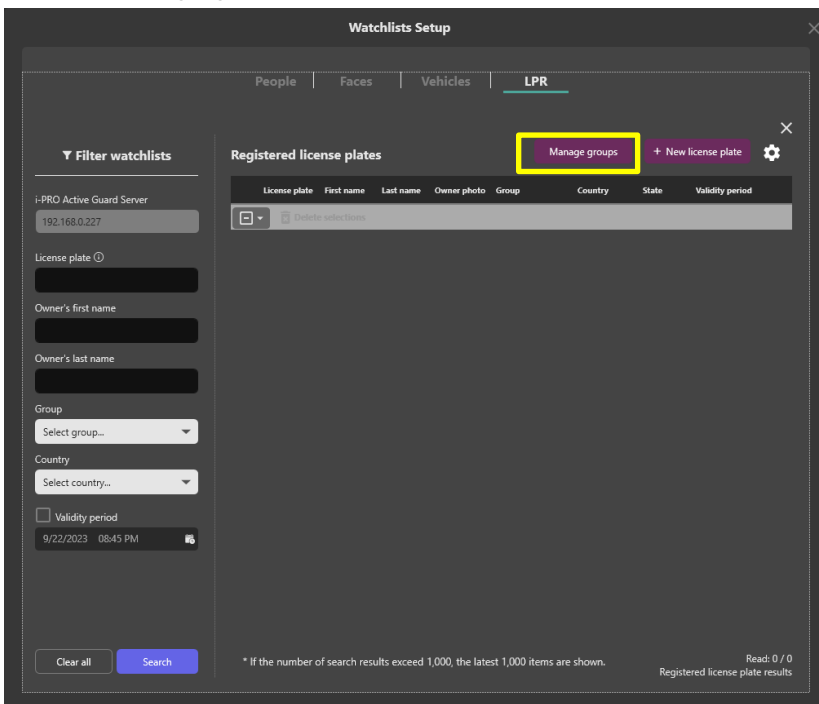 Watchlists Setup
People
Faces
Vehicles
LPR
Filter watchlists
i-PRO Active Guard Server
192.168.0.227
License plate
Owner's first name
Owner's last name
Group
Select group...
Country
Select country...
Validity period
9/22/2023 08:45 PM
Clear all
Search
Registered license plates
Manage groups
+ New license plate
License plate First name Last name Owner photo Group Country State Validity period
Delete selections
* If the number of search results exceed 1,000, the latest 1,000 items are shown.
Read: 0 / 0
Registered license plate results